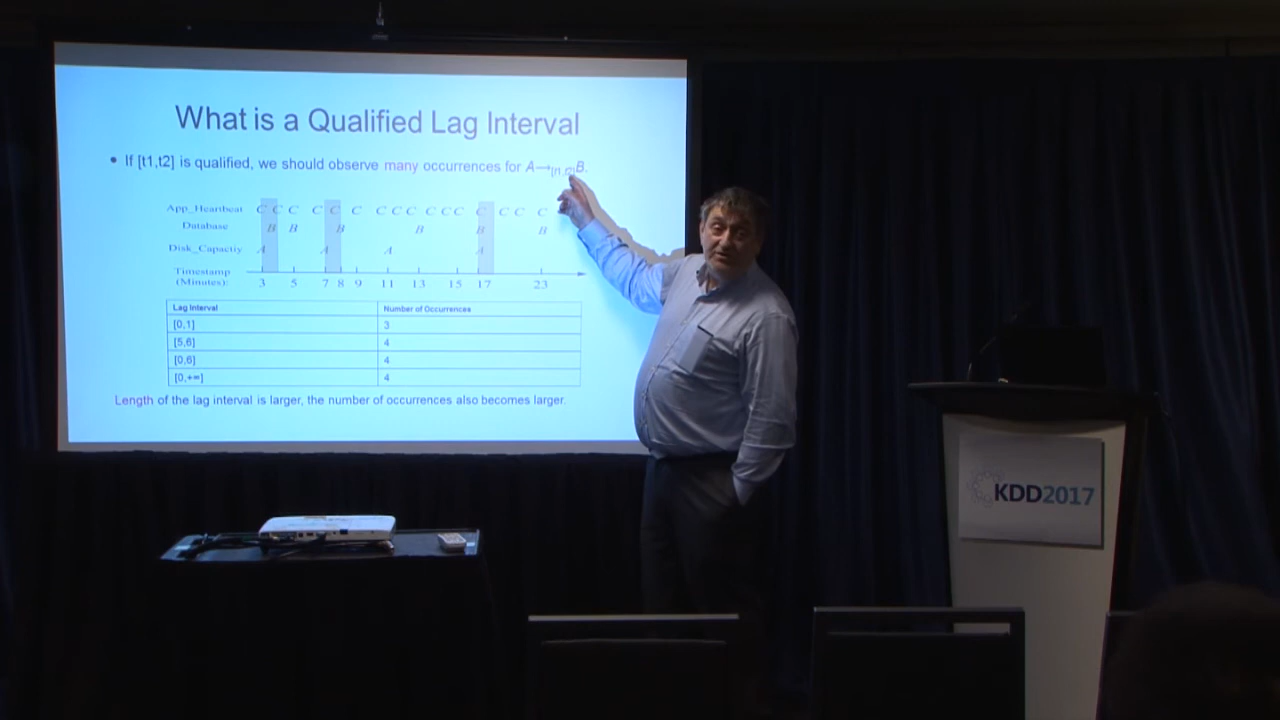 What is a Qualified Lag Interval
• If [t1,t2] is qualified, we should observe many occurrences for A→[t1,t2]B.
App_Heartbeat C C C C C C C C C C C C C C C C C
Database B B B B B B
Disk_Capactiy A A A A
Timestamp
(Minutes): 3 5 7 8 9 11 13 15 17 23
Lag Interval Number of Occurrences
[0,1] 3
[5,6] 4
[0,6] 4
[0,+∞] 4
Length of the lag interval is larger, the number of occurrences also becomes larger.
KDD2017